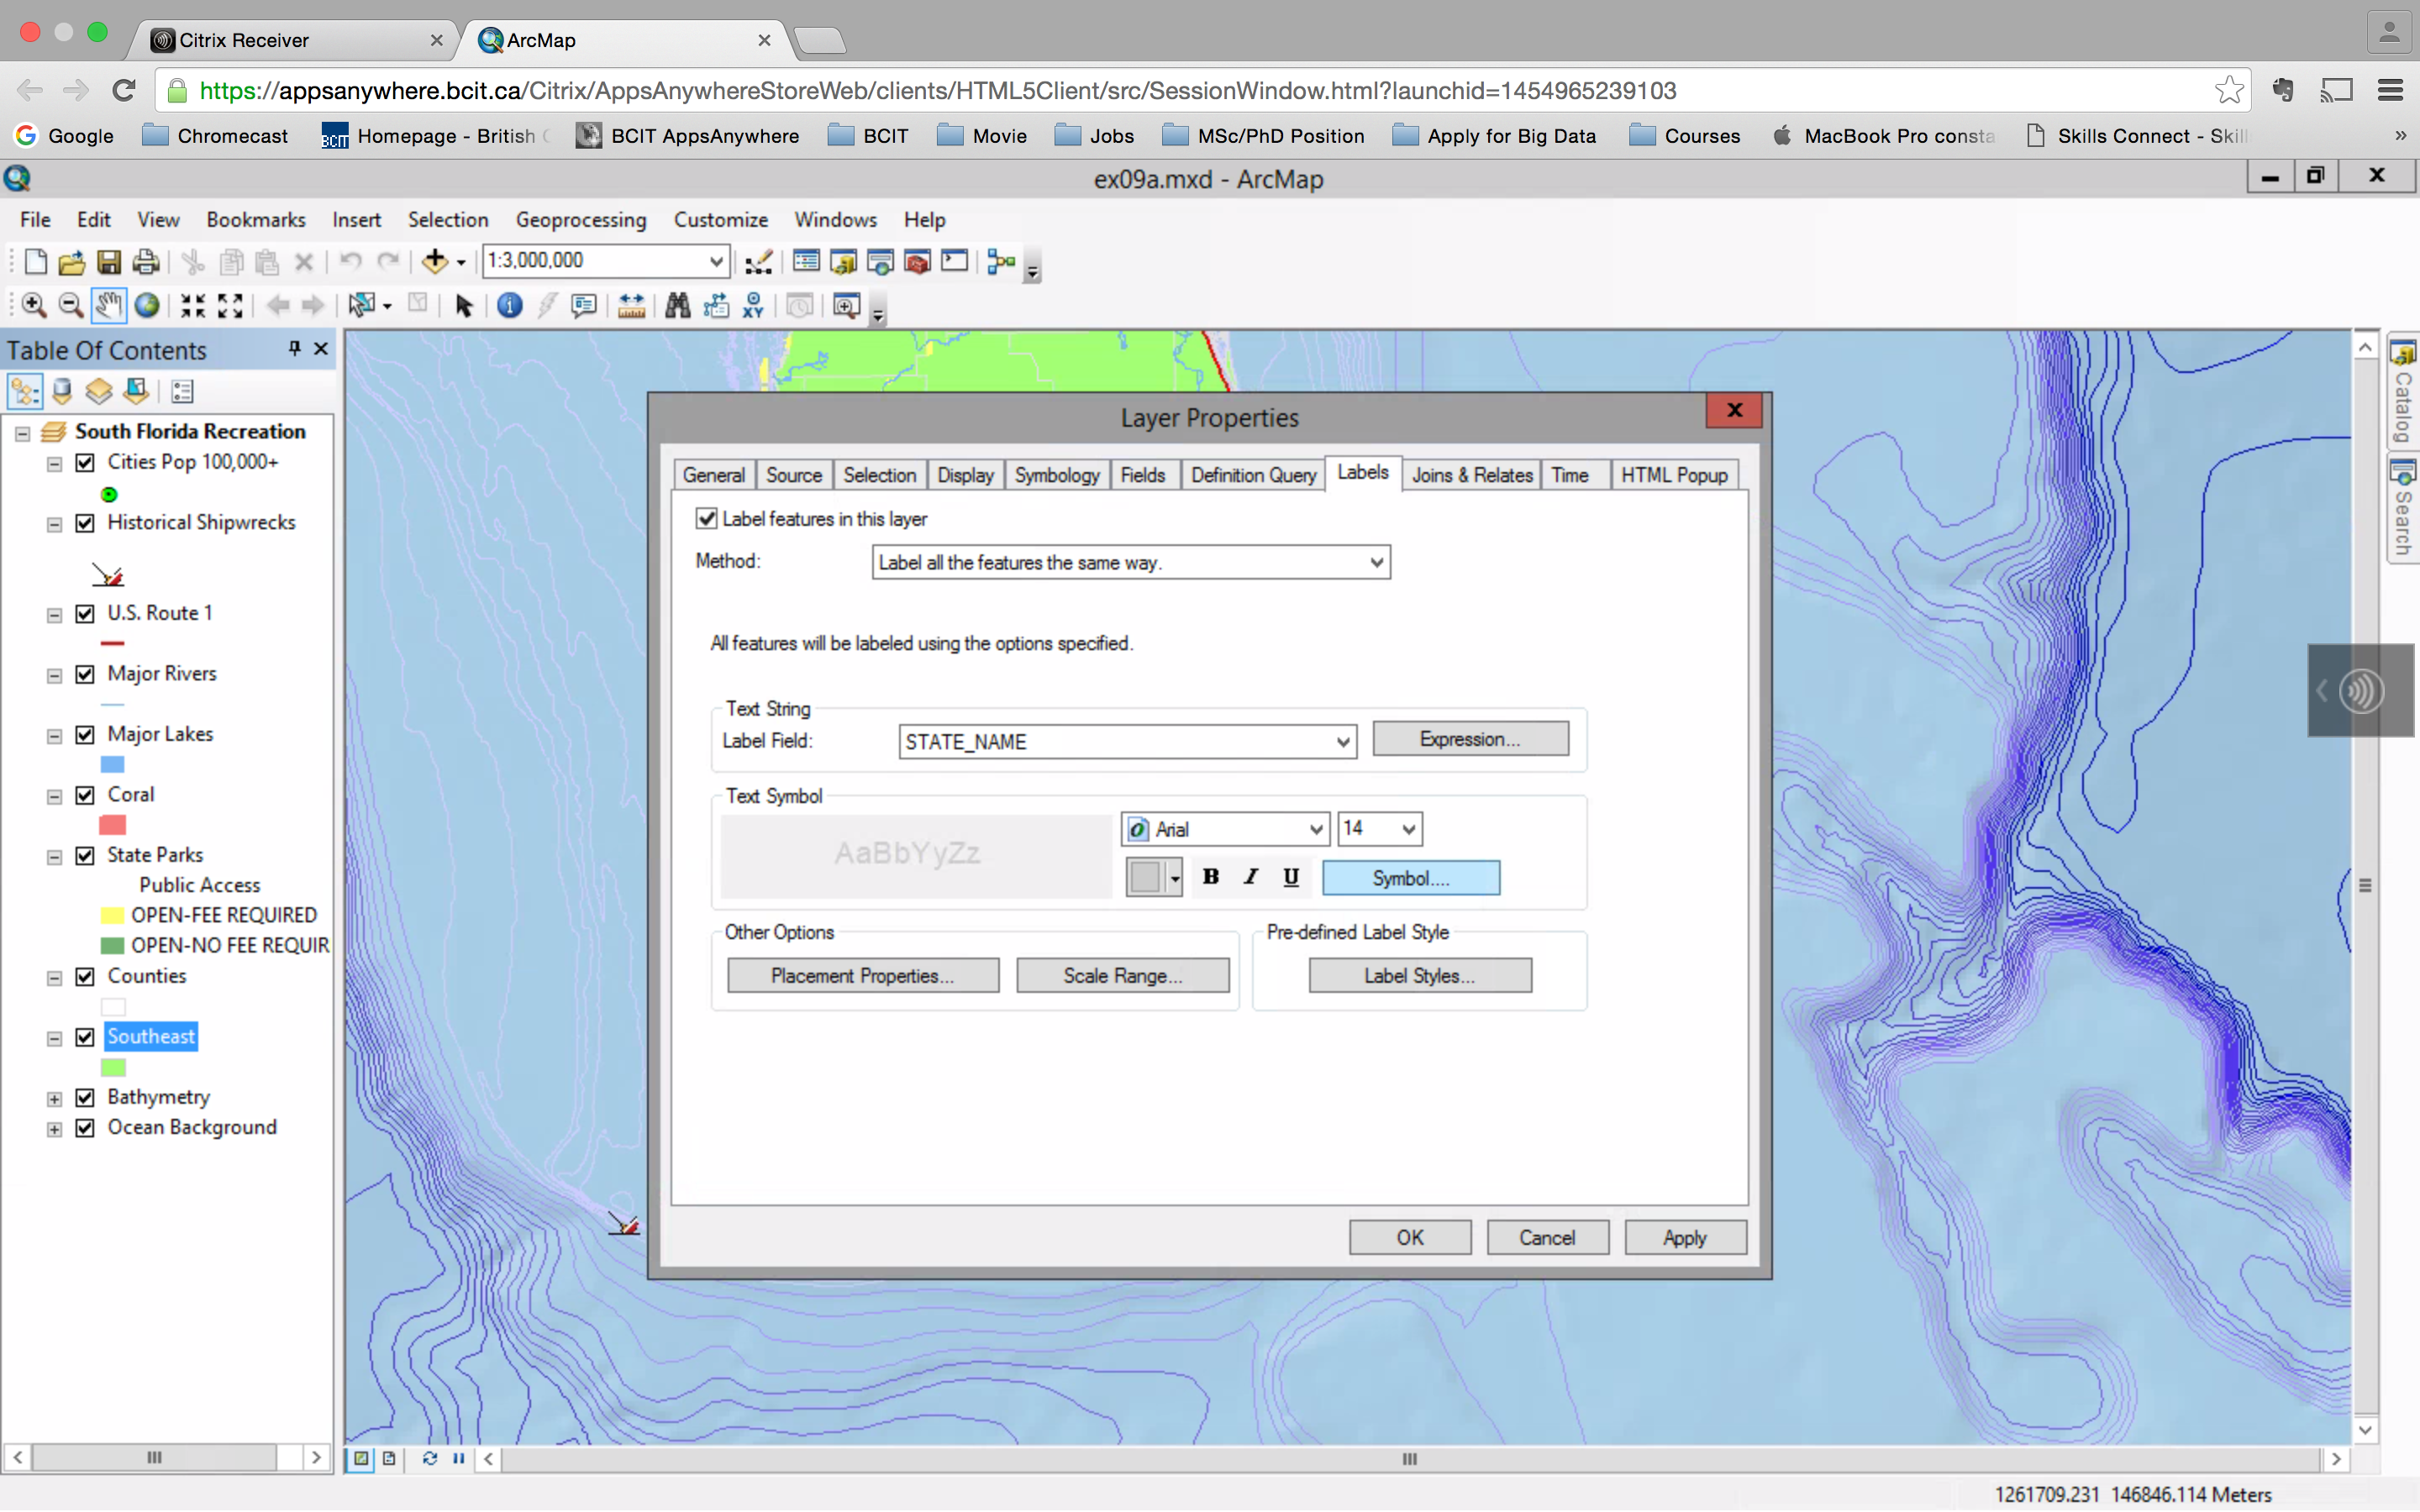 Citrix Receiver
ArcMap
https://appsanywhere.bcit.ca/Citrix/AppsAnywhereStoreWeb/clients/HTML5Client/src/SessionWindow.html?launchid=1454965239103
Google Chromecast Homepage - British BCIT AppsAnywhere BCIT Movie Jobs MSc/PhD Position Apply for Big Data Courses MacBook Pro consta Skills Connect - Skil
ex09a.mxd - ArcMap
File Edit View Bookmarks Insert Selection Geoprocessing Customize Windows Help
1:3,000,000
Table Of Contents
South Florida Recreation
Cities Pop 100,000+
Historical Shipwrecks
U.S. Route 1
Major Rivers
Major Lakes
Coral
State Parks
Public Access
OPEN-FEE REQUIRED
OPEN-NO FEE REQUIR
Counties
Southeast
Bathymetry
Ocean Background
Layer Properties
General Source Selection Display Symbology Fields Definition Query Labels Joins & Relates Time HTML Popup
Label features in this layer
Method: Label all the features the same way.
All features will be labeled using the options specified.
Text String
Label Field: STATE_NAME Expression...
Text Symbol
AaBbYyZz
Arial 14
B I U Symbol....
Other Options
Placement Properties... Scale Range...
Pre-defined Label Style
Label Styles...
OK Cancel Apply
Catalog
Search
1261709.231 146846.114 Meters